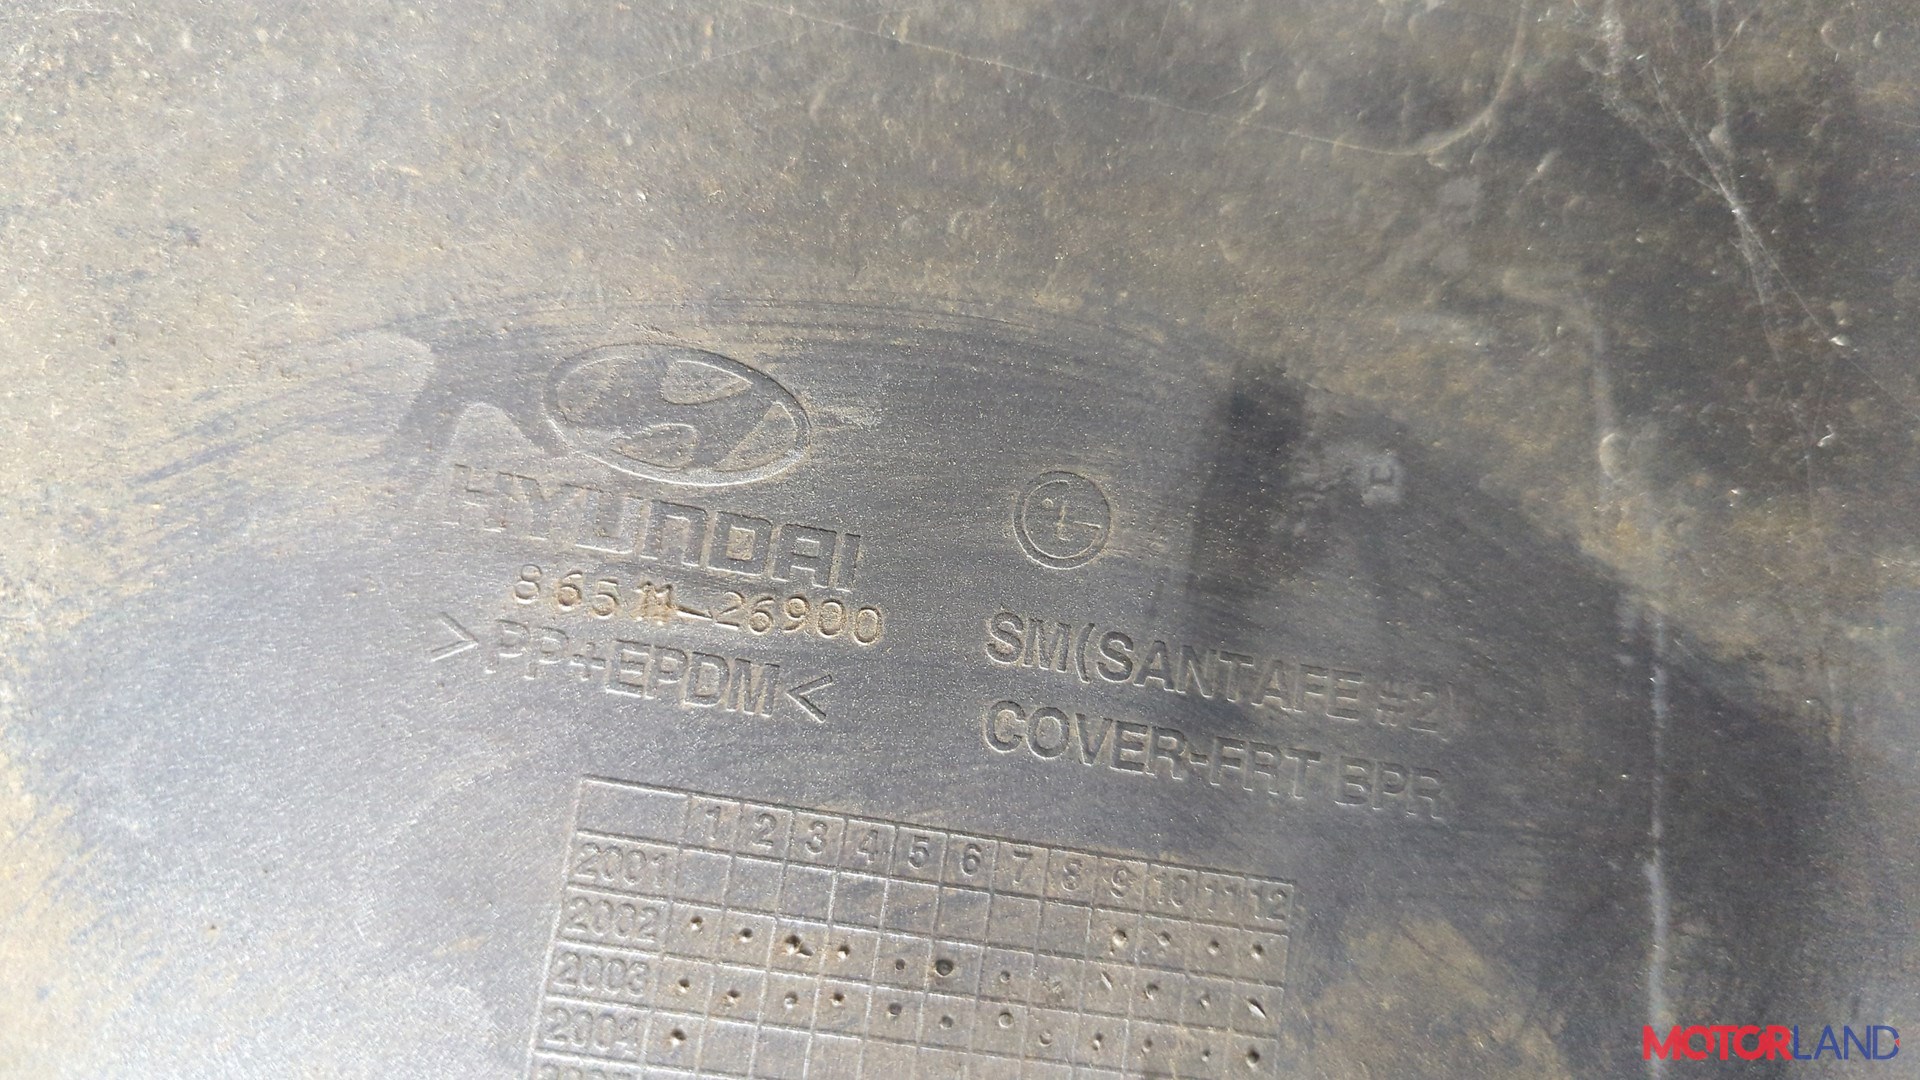 HYUNDAI
86511-26900
>PP+EPDM<
SM(SANTAFE #2)
COVER-FRT BPR
1 2 3 4 5 6 7 8 9 10 11 12
2001
2002
2003
2004
MOTORLAND